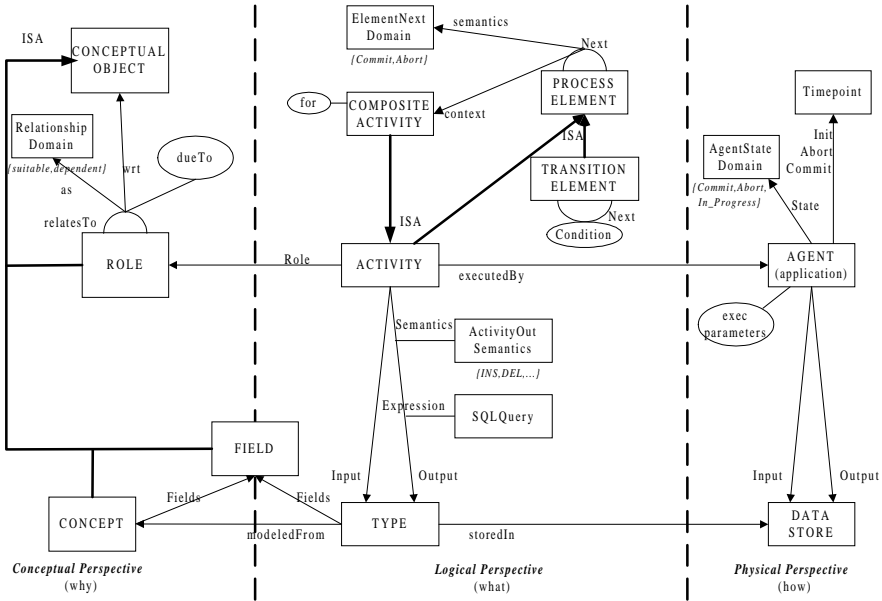 ISA
CONCEPTUAL
OBJECT
Relationship
Domain
[suitable,dependent]
as
wrt
dueTo
relatesTo
ROLE
FIELD
Fields
CONCEPT
Conceptual Perspective
(why)
ElementNext
Domain
[Commit,Abort]
semantics
Next
PROCESS
ELEMENT
for
COMPOSITE
ACTIVITY
context
ISA
TRANSITION
ELEMENT
Next
Condition
ISA
Role
ACTIVITY
executedBy
Semantics
ActivityOut
Semantics
[INS,DEL,...]
Expression
SQLQuery
Input
Output
Fields
modeledFrom
TYPE
storedIn
Logical Perspective
(what)
Timepoint
Init
Abort
Commit
AgentState
Domain
[Commit,Abort,
In_Progress]
State
AGENT
(application)
exec
parameters
Input
Output
DATA
STORE
Physical Perspective
(how)